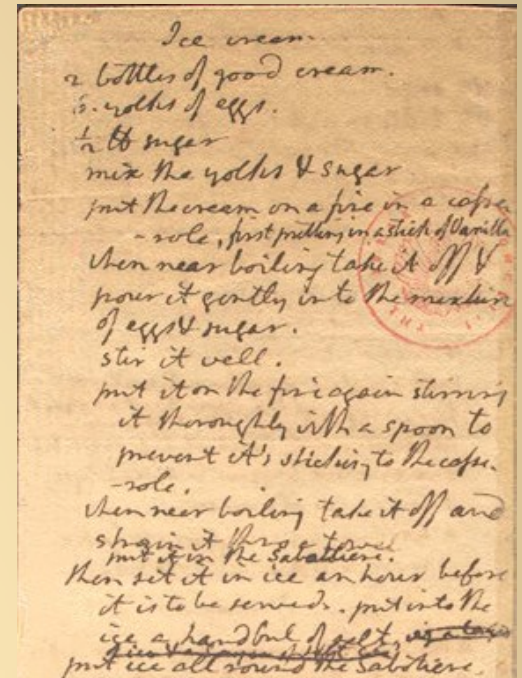 Ice cream.
2 bottles of good cream.
6. yolks of eggs.
1/2 lb sugar
mix the yolks & sugar
put the cream on a fire in a casse
-role, first putting in a stick of Vanilla
when near boiling take it off &
pour it gently into the mixture
of eggs & sugar.
stir it well.
put it on the fire again stirring
it thoroughly with a spoon to
prevent it's sticking to the casse-
-role.
when near boiling take it off and
strain it thro' a towel
put it in the Sabottiere.
then set it in ice an hour before
it is to be served. put into the
ice a handful of salt
put ice all round the Sabotiere.